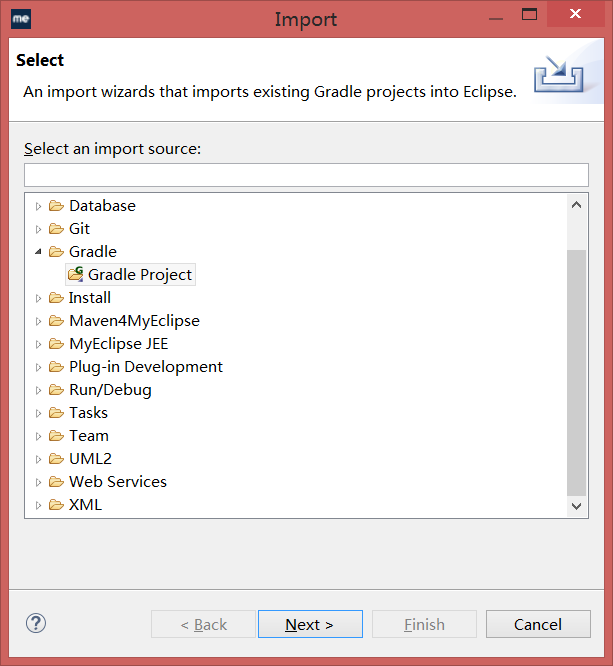 me
Import
Select
An import wizards that imports existing Gradle projects into Eclipse.
Select an import source:
Database
Git
Gradle
Gradle Project
Install
Maven4MyEclipse
MyEclipse JEE
Plug-in Development
Run/Debug
Tasks
Team
UML2
Web Services
XML
? < Back Next > Finish Cancel